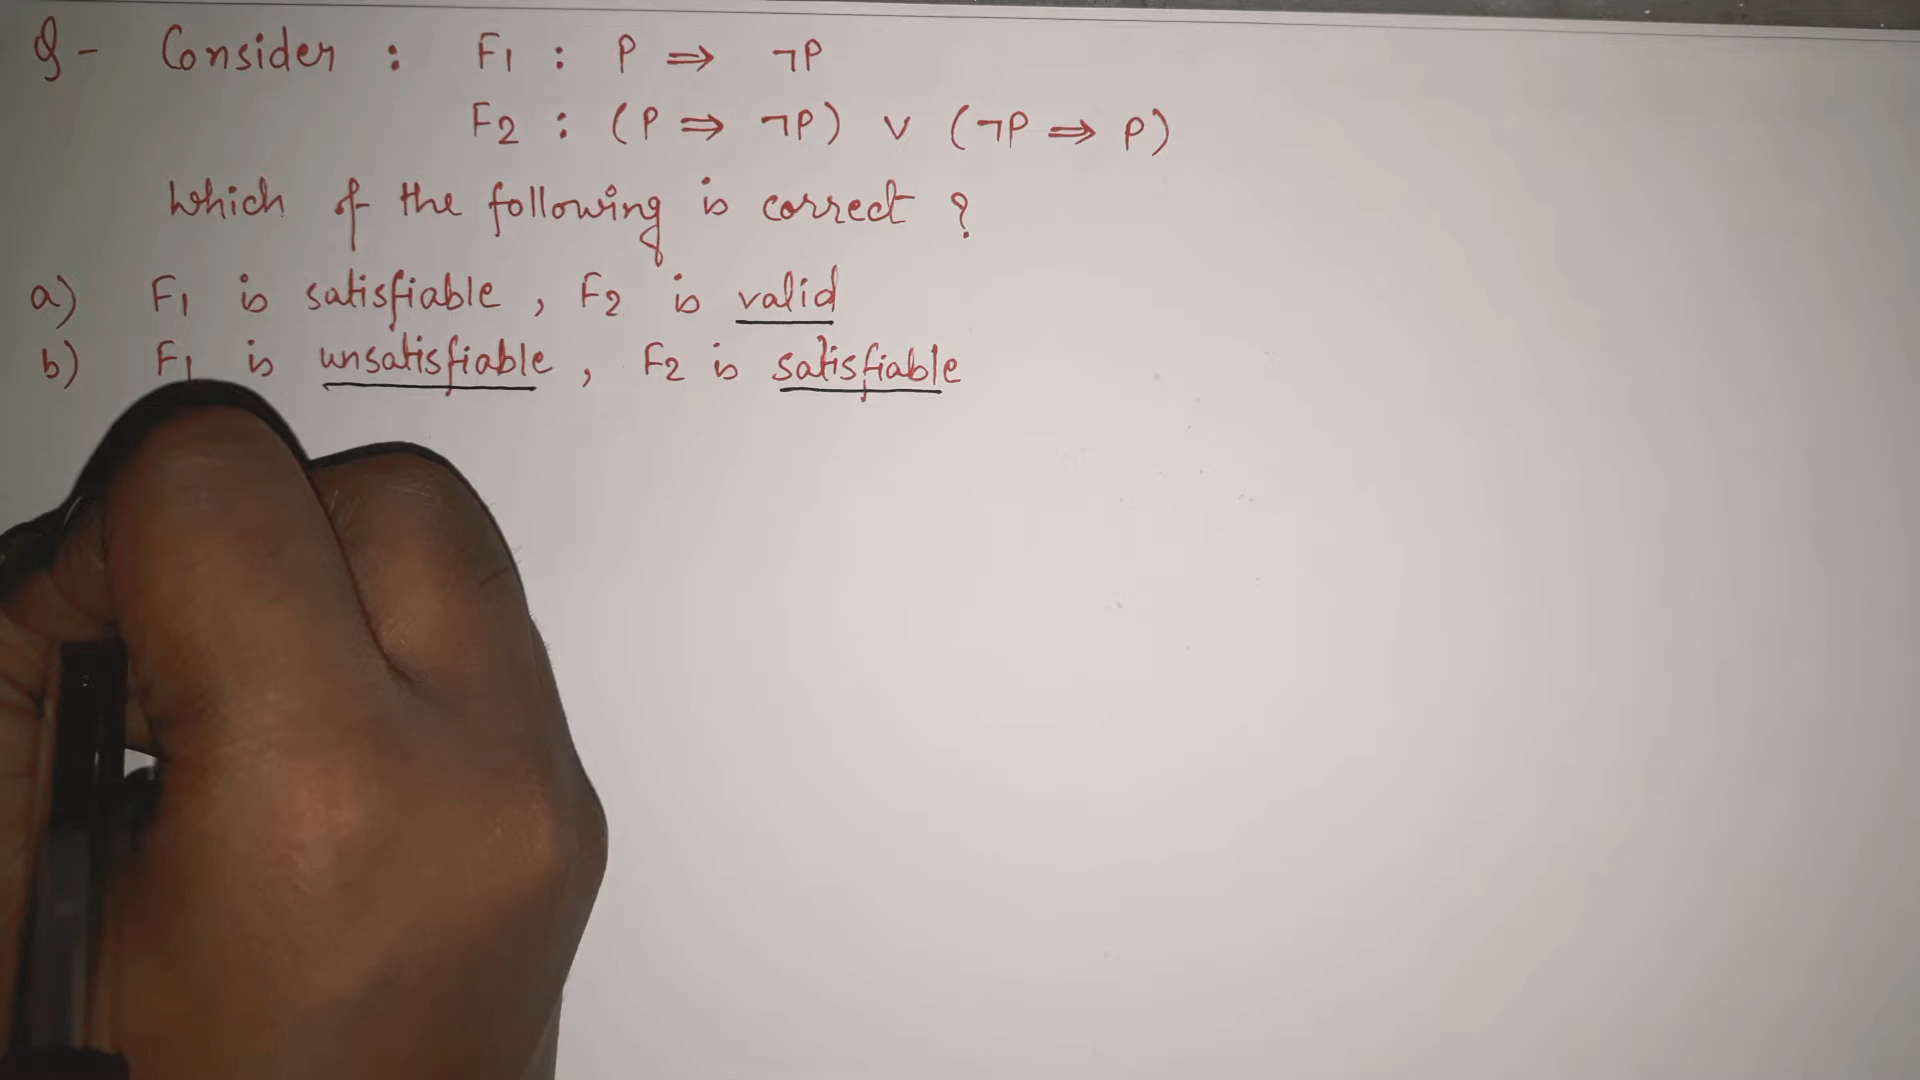 Q- Consider : F1 : P ⇒ ¬P
F2 : (P ⇒ ¬P) v (¬P ⇒ P)
Which of the following is correct ?
a) F1 is satisfiable , F2 is valid
b) F1 is unsatisfiable , F2 is satisfiable